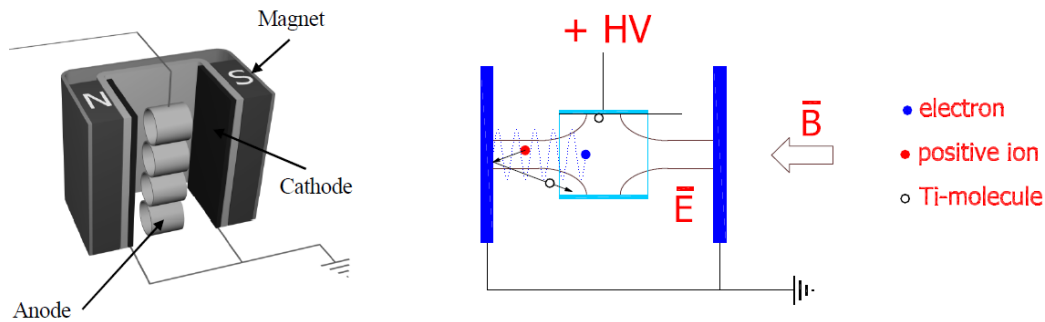 Magnet
N
S
Cathode
Anode
+ HV
B
E
electron
positive ion
Ti-molecule